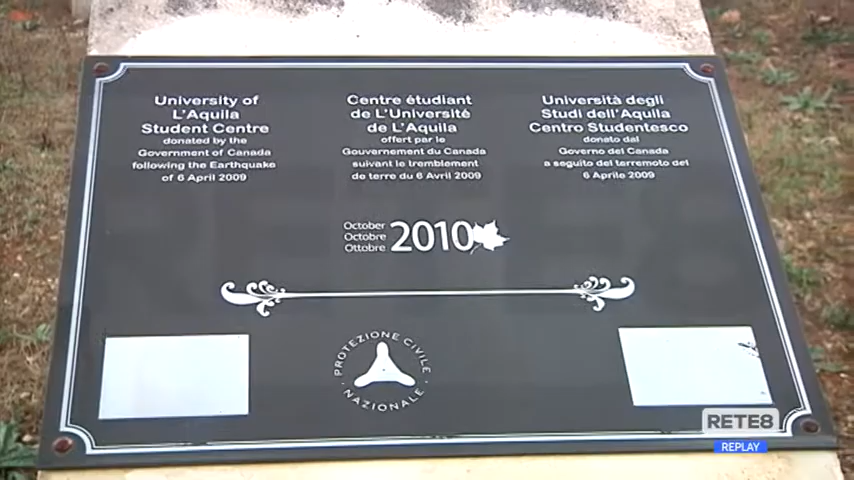 University of
L'Aquila
Student Centre
donated by the
Government of Canada
following the Earthquake
of 6 April 2009
Centre étudiant
de L'Université
de L'Aquila
offert par le
Gouvernement du Canada
suivant le tremblement
de terre du 6 Avril 2009
Università degli
Studi dell'Aquila
Centro Studentesco
donato dal
Governo del Canada
a seguito del terremoto del
6 Aprile 2009
October
Octobre
Ottobre
2010
PROTEZIONE CIVILE
NAZIONALE
RETE8
REPLAY